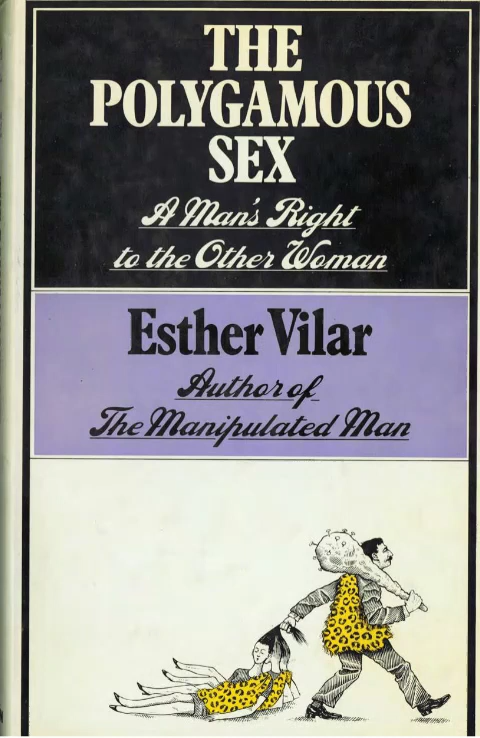 THE
POLYGAMOUS
SEX
A Man's Right
to the Other Woman
Esther Vilar
Author of
The Manipulated Man